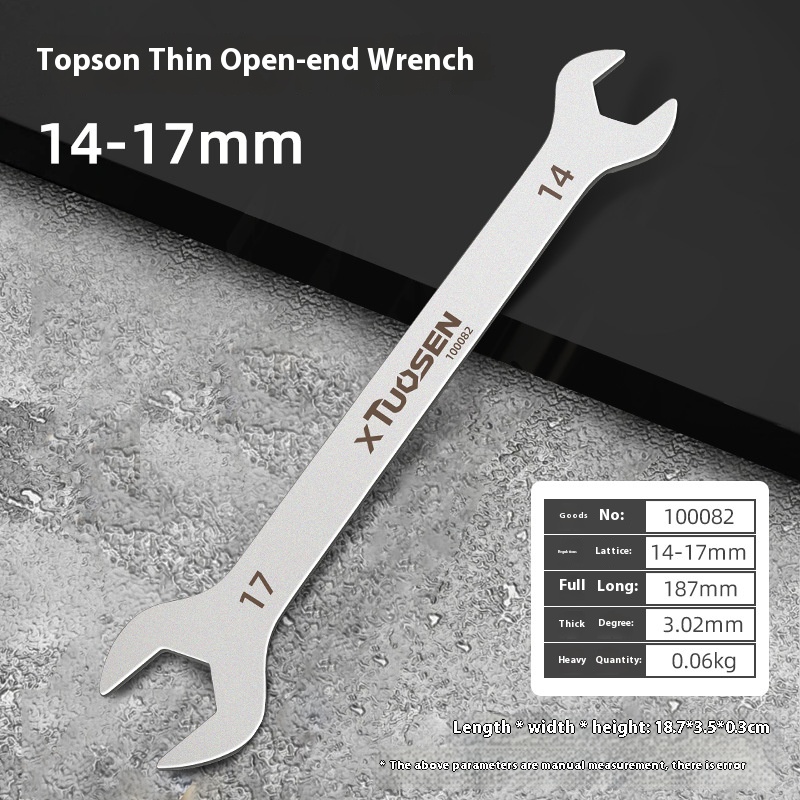 Topson Thin Open-end Wrench
14-17mm
14
XTUOSEN
100082
17
Goods No: 100082
Lattice: 14-17mm
Full Long: 187mm
Thick Degree: 3.02mm
Heavy Quantity: 0.06kg
Length * width * height: 18.7*3.5*0.3cm
* The above parameters are manual measurement, there is error